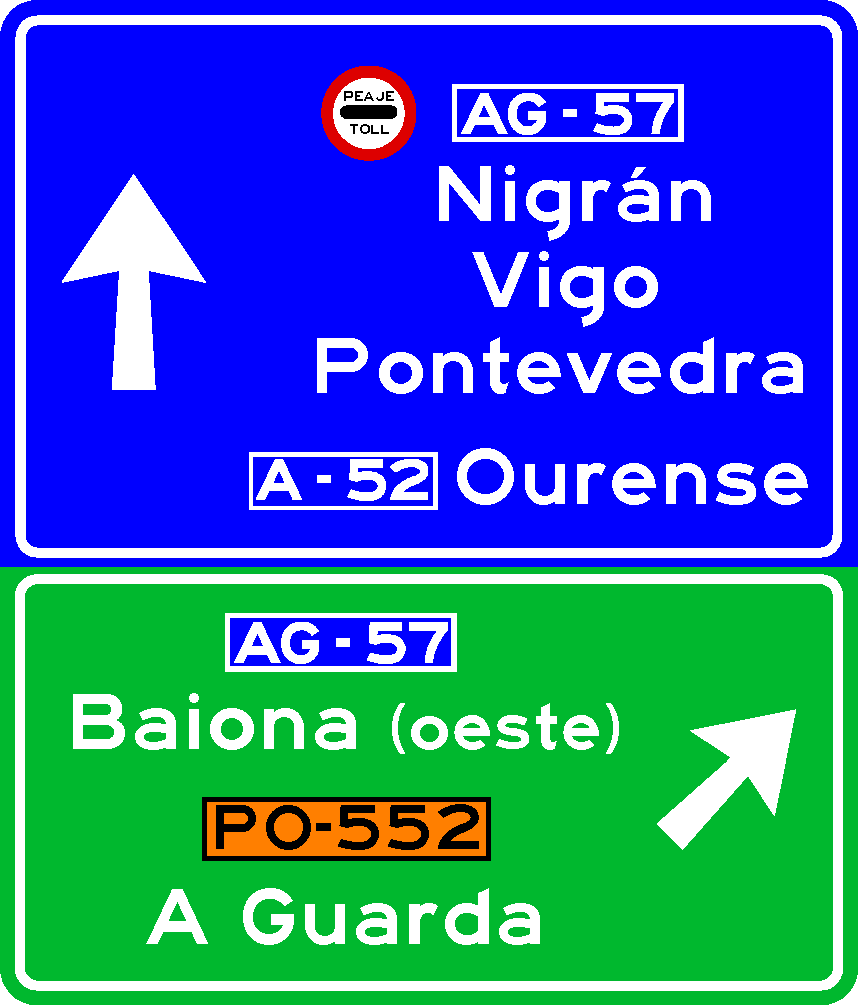 PEAJE
TOLL
AG - 57
Nigrán
Vigo
Pontevedra
A - 52 Ourense
AG - 57
Baiona (oeste)
PO-552
A Guarda